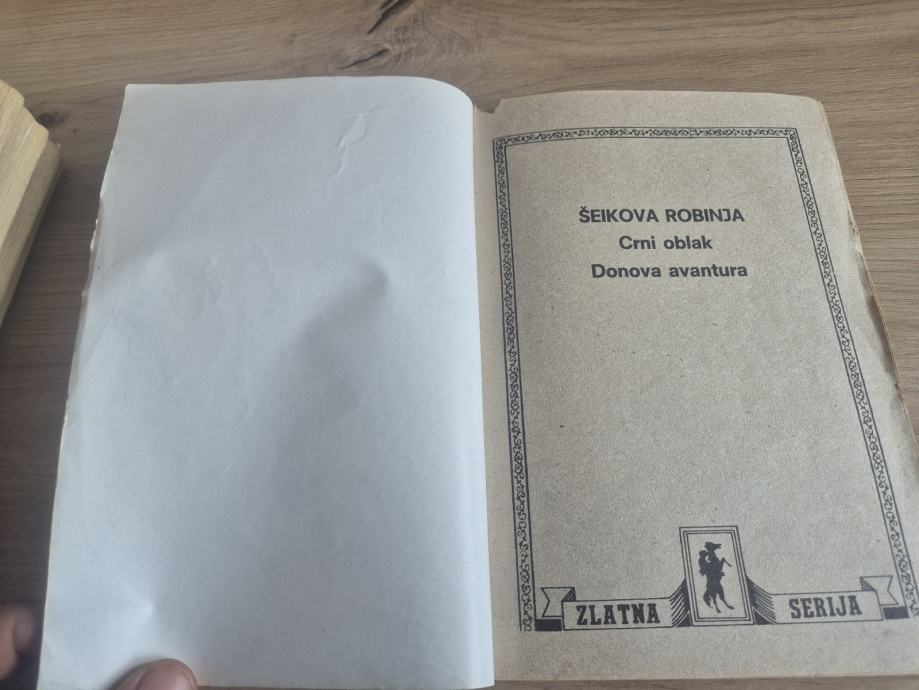 ŠEIKOVA ROBINJA
Crni oblak
Donova avantura
ZLATNA SERIJA